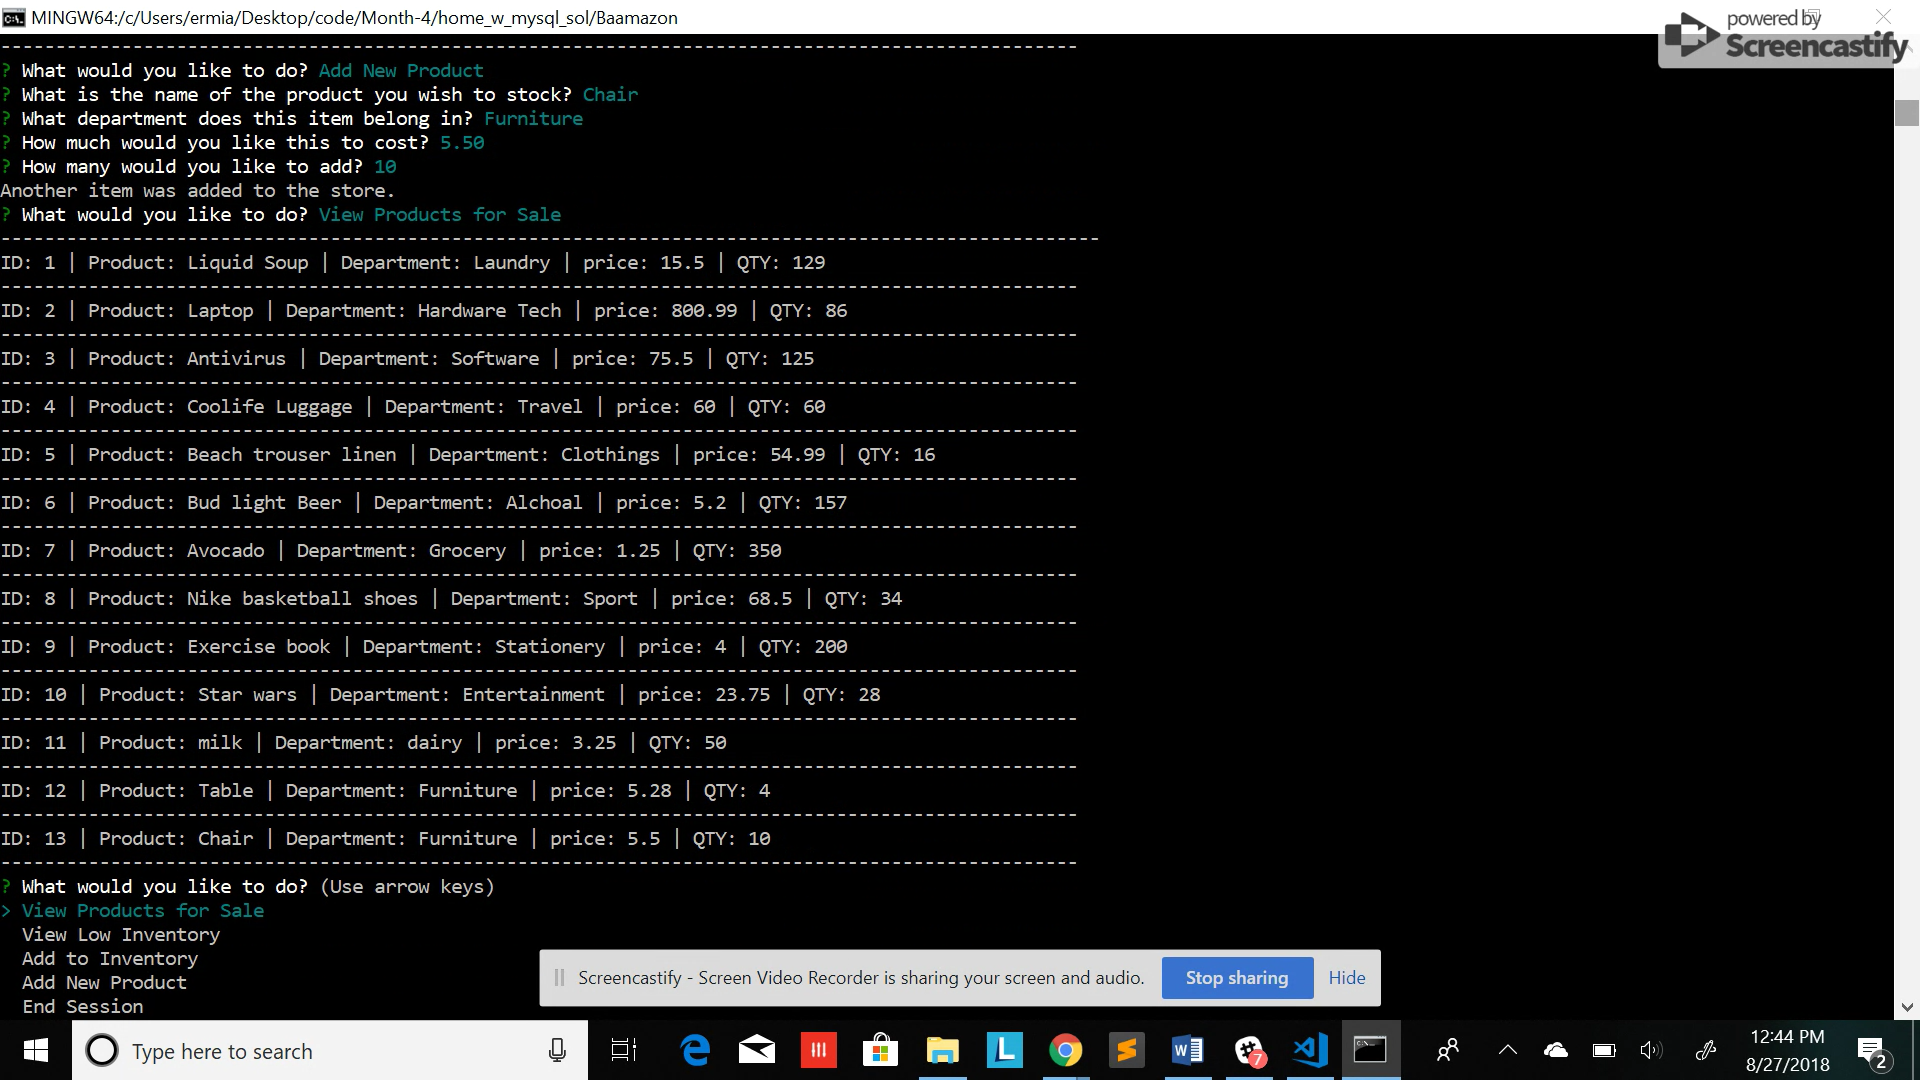 MINGW64:/c/Users/ermia/Desktop/code/Month-4/home_w_mysql_sol/Baamazon
powered by
Screencastify
--------------------------------------------------------------------------------------------------
? What would you like to do? Add New Product
? What is the name of the product you wish to stock? Chair
? What department does this item belong in? Furniture
? How much would you like this to cost? 5.50
? How many would you like to add? 10
Another item was added to the store.
? What would you like to do? View Products for Sale
----------------------------------------------------------------------------------------------------
ID: 1 | Product: Liquid Soup | Department: Laundry | price: 15.5 | QTY: 129
--------------------------------------------------------------------------------------------------
ID: 2 | Product: Laptop | Department: Hardware Tech | price: 800.99 | QTY: 86
--------------------------------------------------------------------------------------------------
ID: 3 | Product: Antivirus | Department: Software | price: 75.5 | QTY: 125
--------------------------------------------------------------------------------------------------
ID: 4 | Product: Coolife Luggage | Department: Travel | price: 60 | QTY: 60
--------------------------------------------------------------------------------------------------
ID: 5 | Product: Beach trouser linen | Department: Clothings | price: 54.99 | QTY: 16
--------------------------------------------------------------------------------------------------
ID: 6 | Product: Bud light Beer | Department: Alchoal | price: 5.2 | QTY: 157
--------------------------------------------------------------------------------------------------
ID: 7 | Product: Avocado | Department: Grocery | price: 1.25 | QTY: 350
--------------------------------------------------------------------------------------------------
ID: 8 | Product: Nike basketball shoes | Department: Sport | price: 68.5 | QTY: 34
--------------------------------------------------------------------------------------------------
ID: 9 | Product: Exercise book | Department: Stationery | price: 4 | QTY: 200
--------------------------------------------------------------------------------------------------
ID: 10 | Product: Star wars | Department: Entertainment | price: 23.75 | QTY: 28
--------------------------------------------------------------------------------------------------
ID: 11 | Product: milk | Department: dairy | price: 3.25 | QTY: 50
--------------------------------------------------------------------------------------------------
ID: 12 | Product: Table | Department: Furniture | price: 5.28 | QTY: 4
--------------------------------------------------------------------------------------------------
ID: 13 | Product: Chair | Department: Furniture | price: 5.5 | QTY: 10
--------------------------------------------------------------------------------------------------
? What would you like to do? (Use arrow keys)
> View Products for Sale
View Low Inventory
Add to Inventory
Add New Product
End Session
Screencastify - Screen Video Recorder is sharing your screen and audio. Stop sharing Hide
Type here to search
L
7
12:44 PM
8/27/2018
2